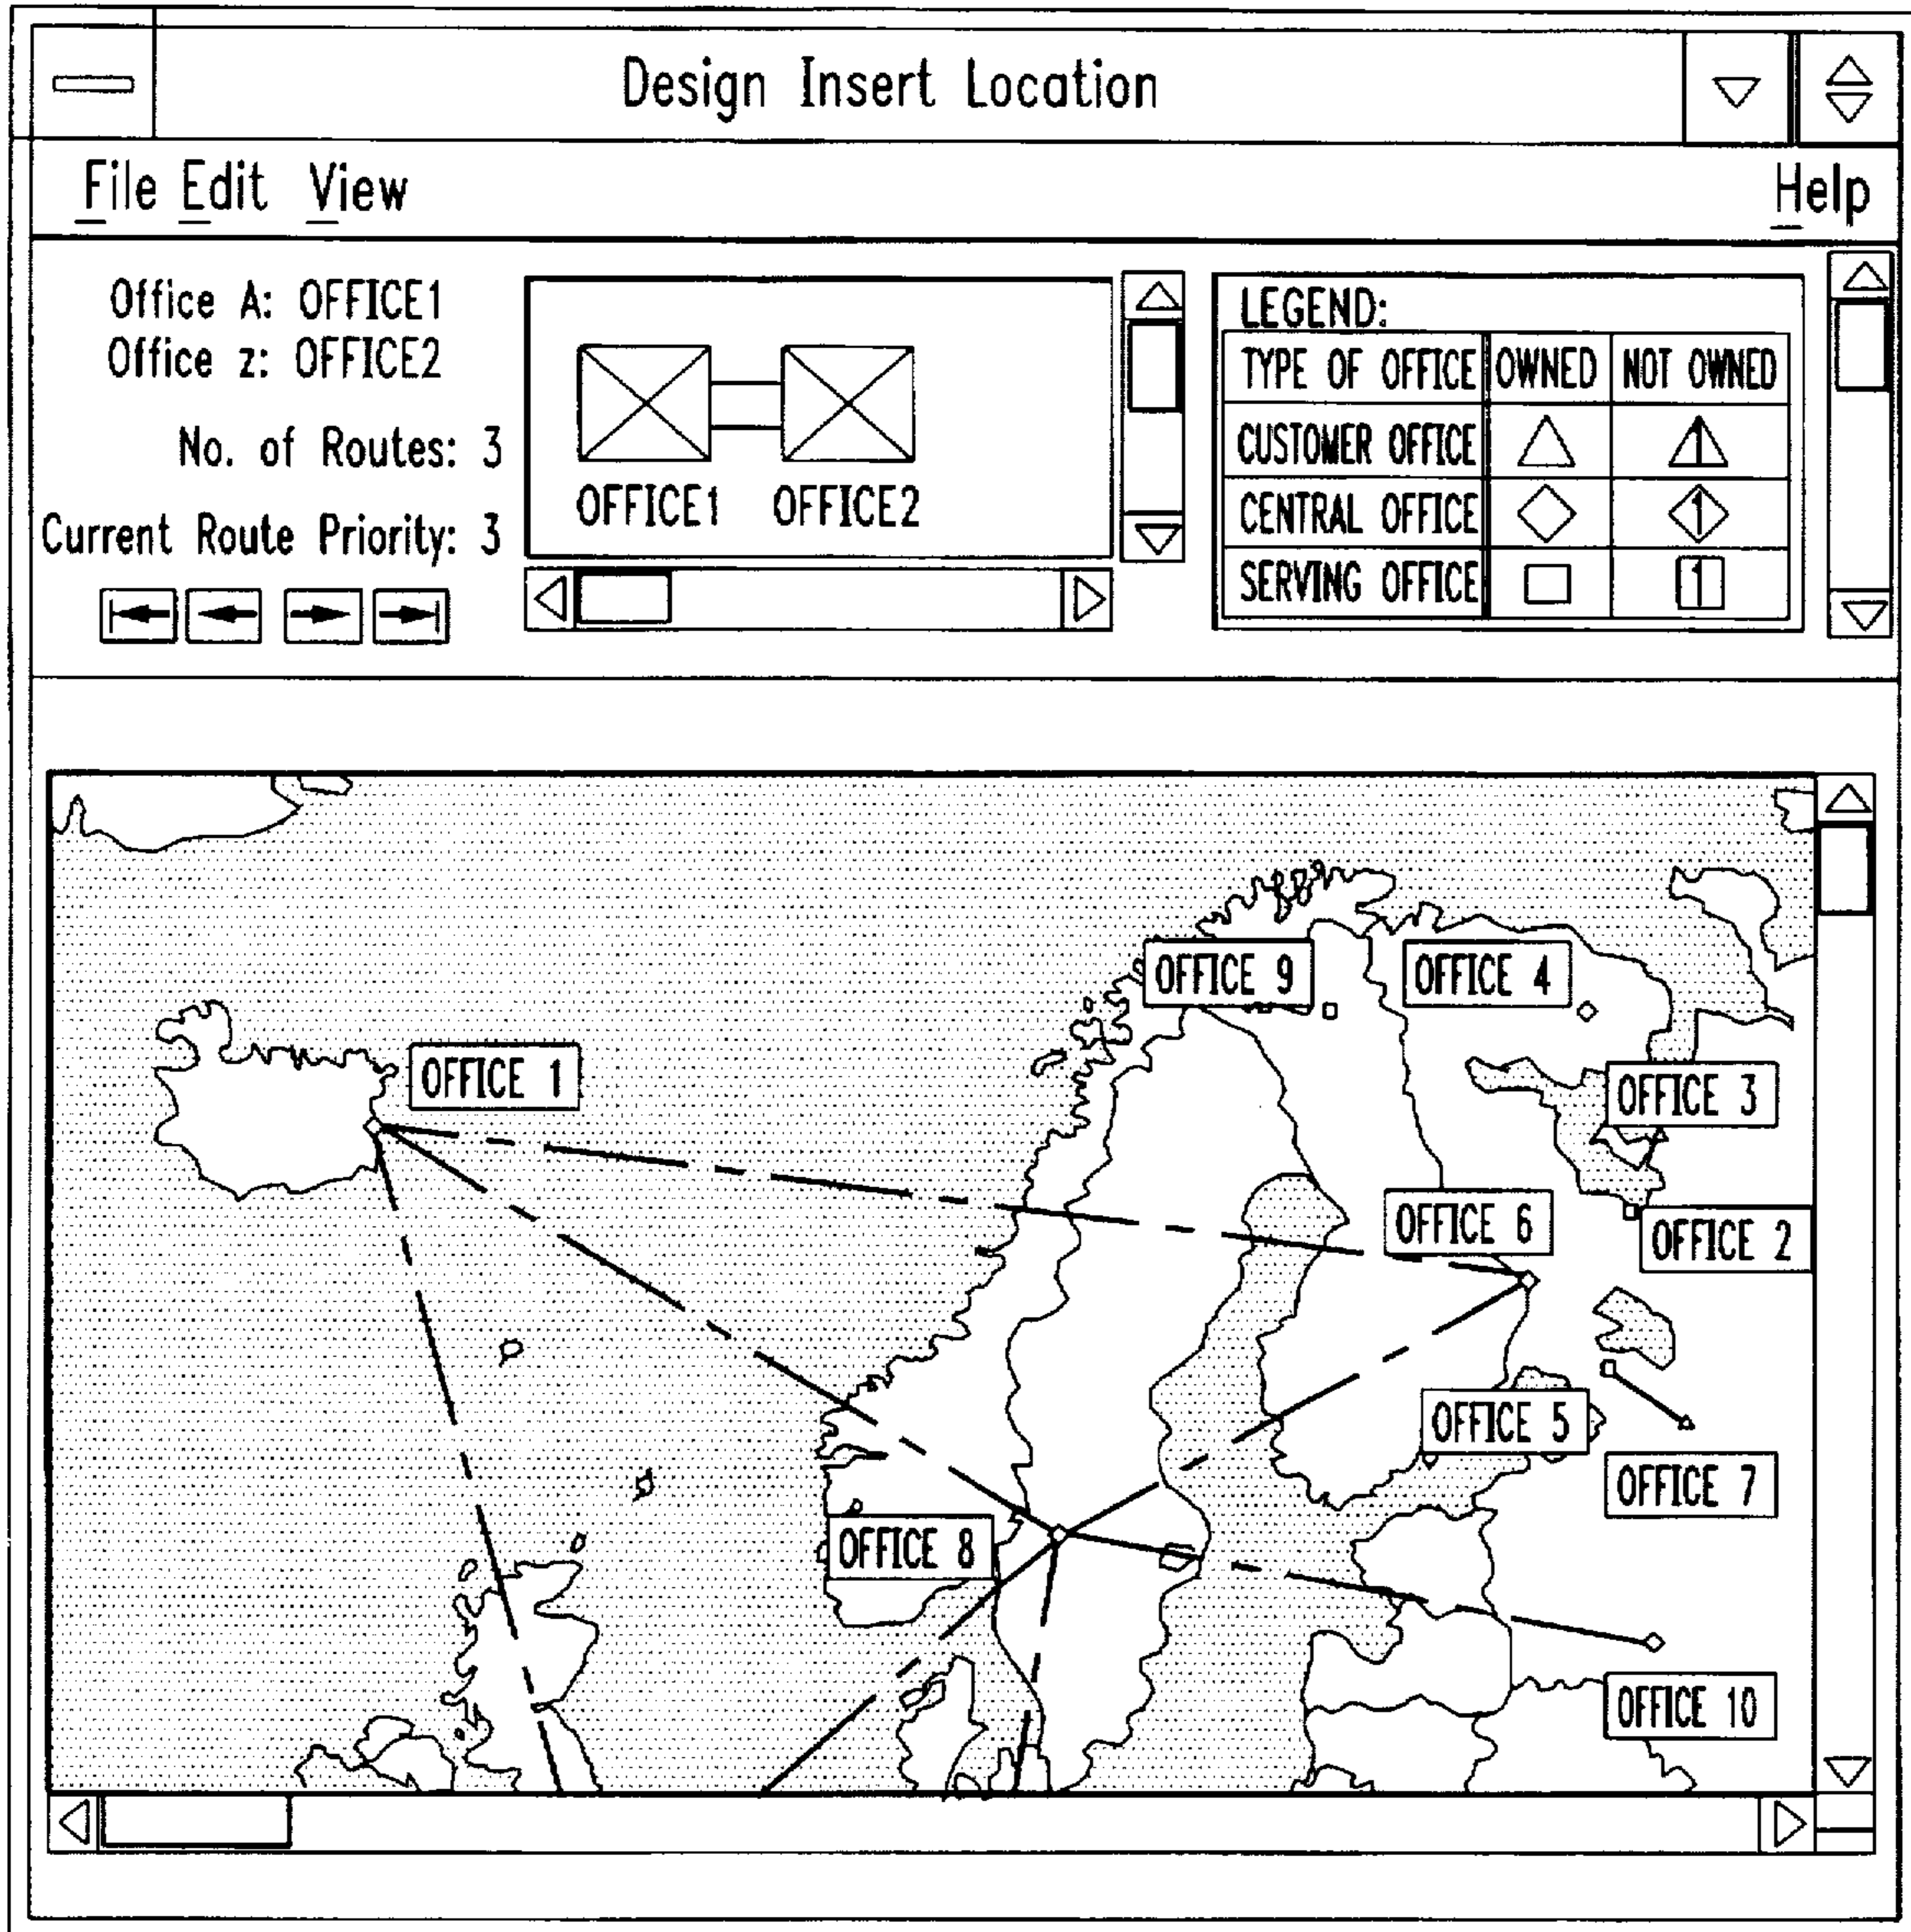 Design Insert Location
File Edit View Help
Office A: OFFICE1
Office z: OFFICE2
No. of Routes: 3
Current Route Priority: 3
OFFICE1 OFFICE2
LEGEND:
TYPE OF OFFICE OWNED NOT OWNED
CUSTOMER OFFICE 1
CENTRAL OFFICE 1
SERVING OFFICE 1
OFFICE 9
OFFICE 4
OFFICE 1
OFFICE 3
OFFICE 6
OFFICE 2
OFFICE 5
OFFICE 7
OFFICE 8
OFFICE 10